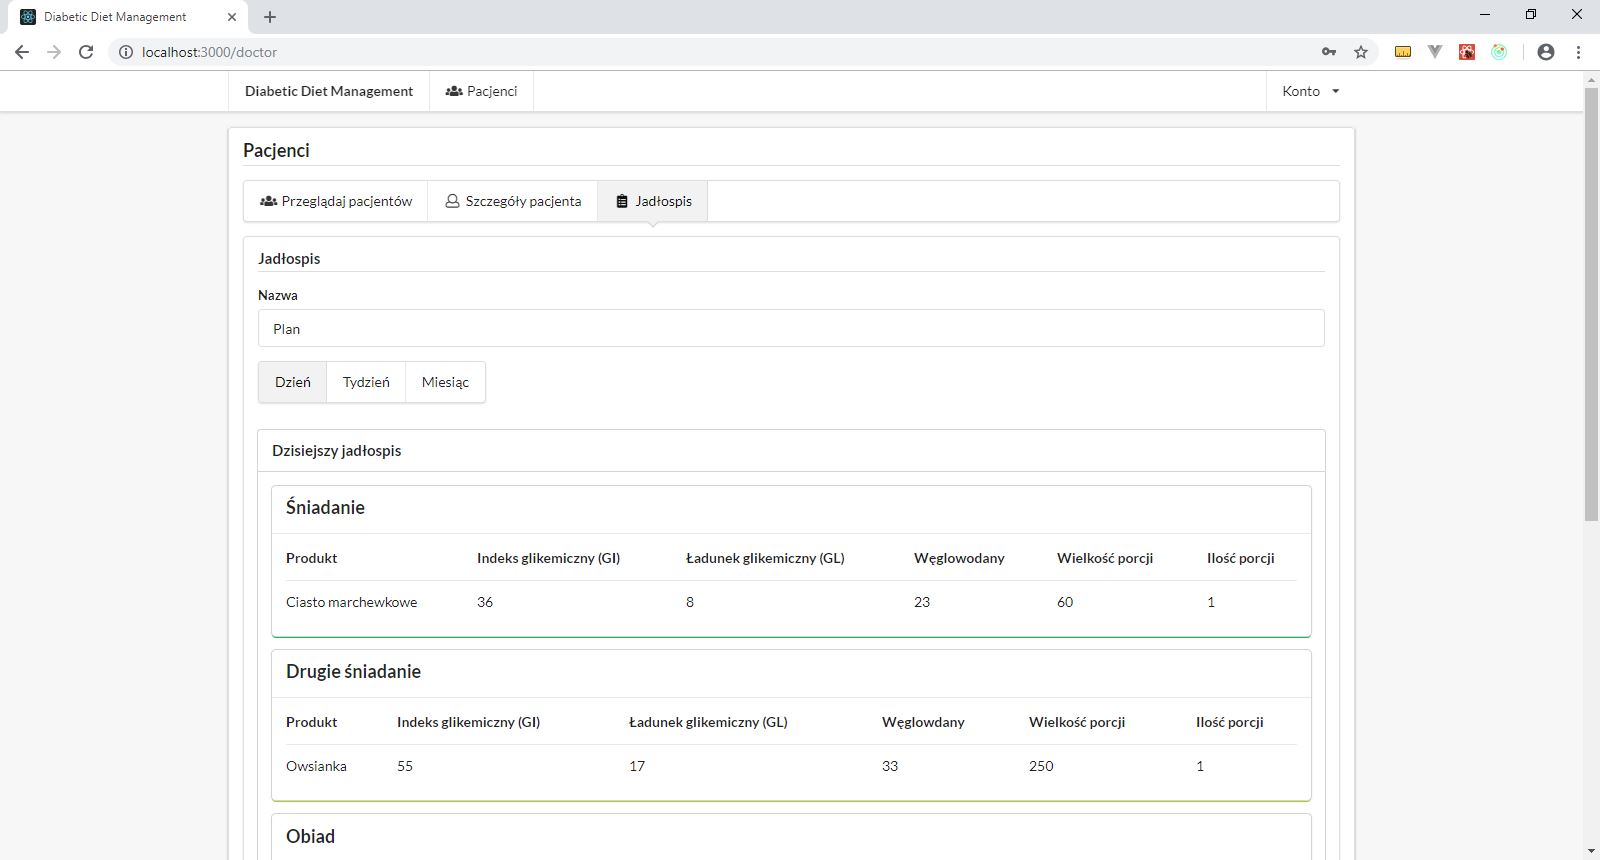 Diabetic Diet Management
localhost:3000/doctor
Diabetic Diet Management Pacjenci Konto
Pacjenci
Przeglądaj pacjentów Szczegóły pacjenta Jadłospis
Jadłospis
Nazwa
Plan
Dzień Tydzień Miesiąc
Dzisiejszy jadłospis
Śniadanie
Produkt Indeks glikemiczny (GI) Ładunek glikemiczny (GL) Węglowodany Wielkość porcji Ilość porcji
Ciasto marchewkowe 36 8 23 60 1
Drugie śniadanie
Produkt Indeks glikemiczny (GI) Ładunek glikemiczny (GL) Węglowdany Wielkość porcji Ilość porcji
Owsianka 55 17 33 250 1
Obiad